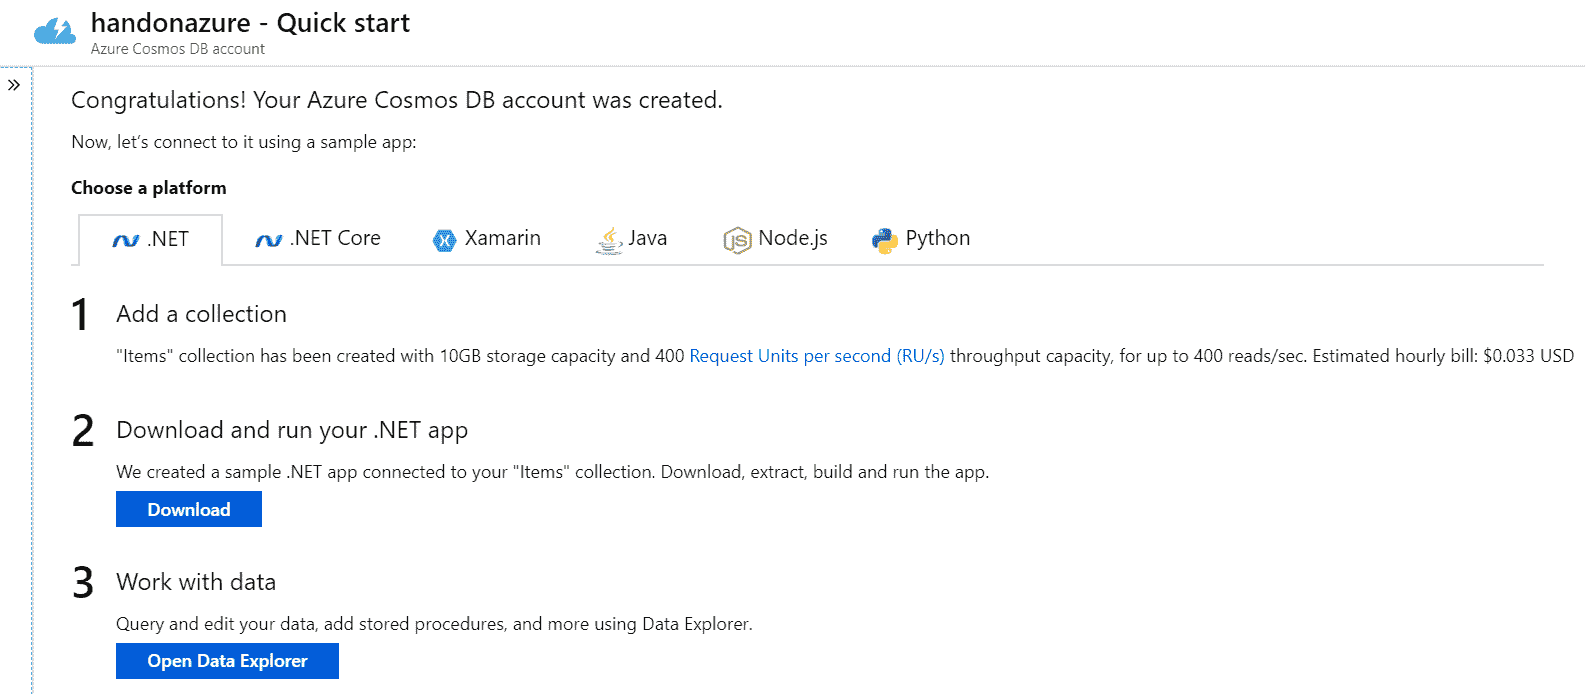 handonazure - Quick start
Azure Cosmos DB account
»
Congratulations! Your Azure Cosmos DB account was created.
Now, let's connect to it using a sample app:
Choose a platform
.NET .NET Core Xamarin Java JS Node.js Python
1 Add a collection
"Items" collection has been created with 10GB storage capacity and 400 Request Units per second (RU/s) throughput capacity, for up to 400 reads/sec. Estimated hourly bill: $0.033 USD
2 Download and run your .NET app
We created a sample .NET app connected to your "Items" collection. Download, extract, build and run the app.
Download
3 Work with data
Query and edit your data, add stored procedures, and more using Data Explorer.
Open Data Explorer